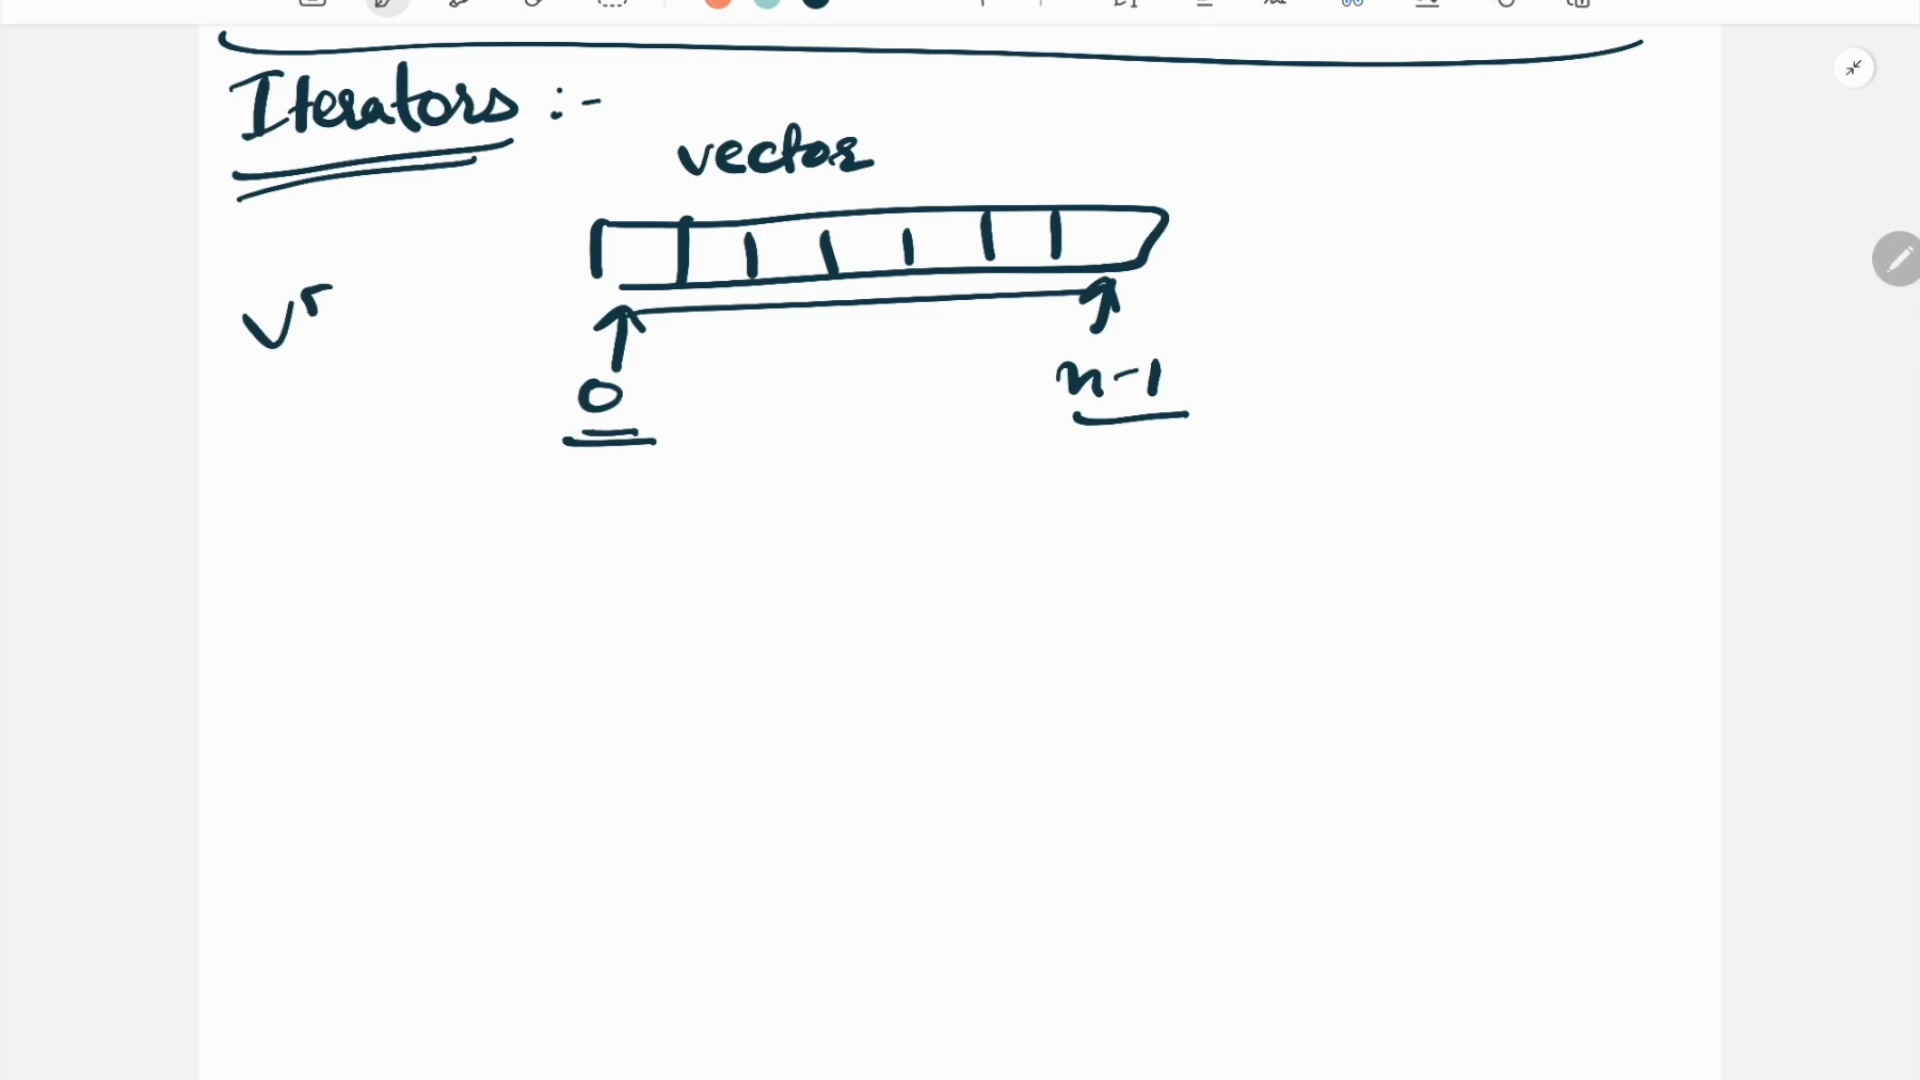 Iterators :-
vector
0
n-1